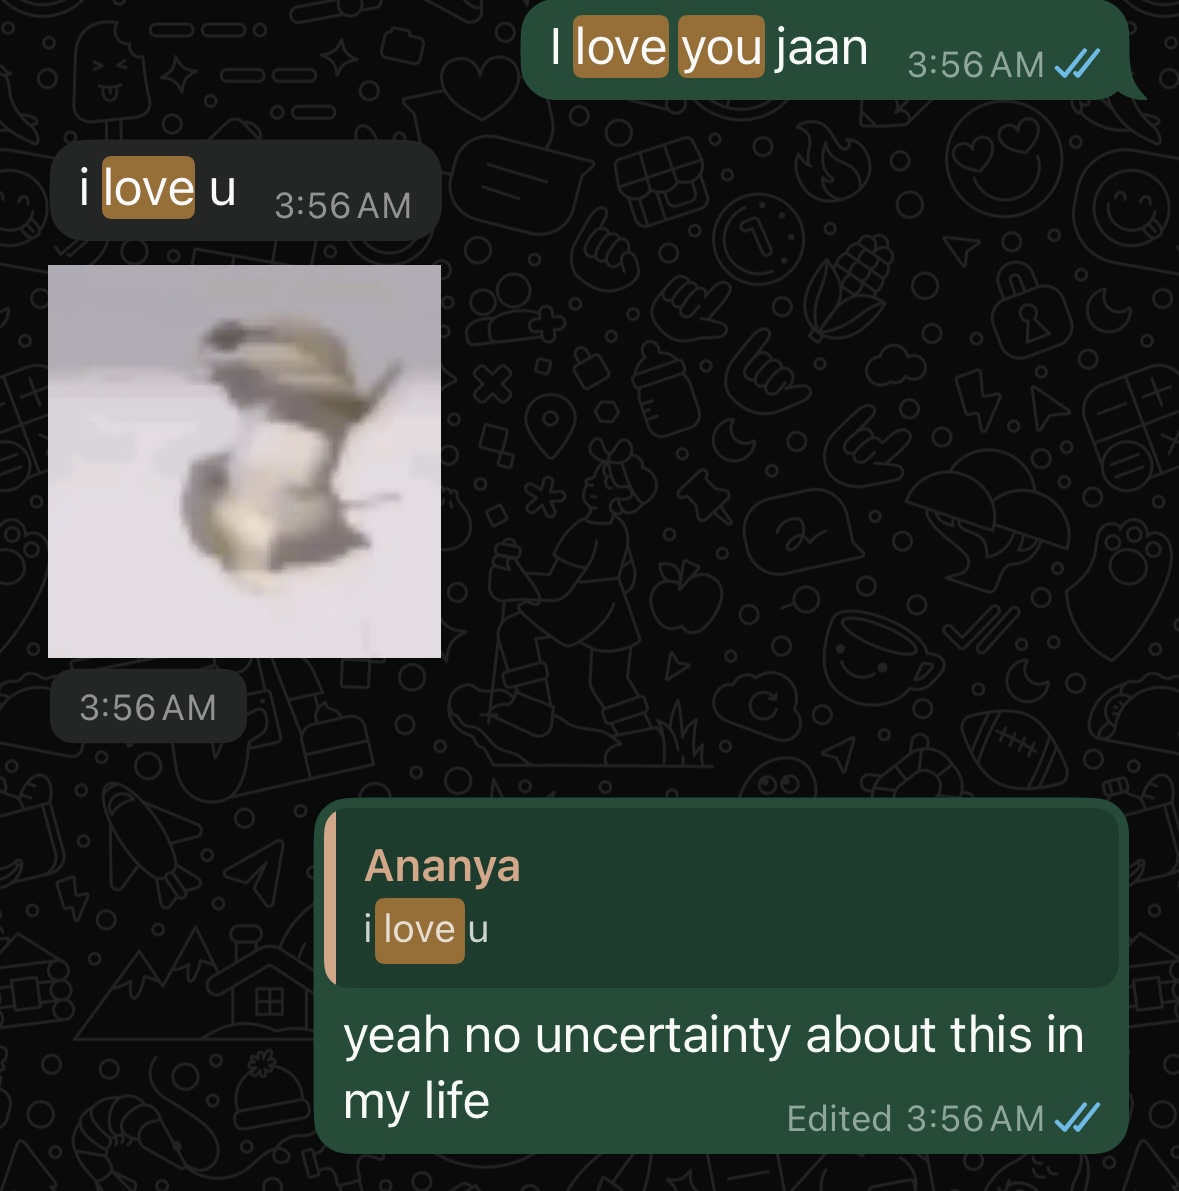 I love you jaan 3:56 AM
i love u 3:56 AM
3:56 AM
Ananya
i love u
yeah no uncertainty about this in
my life
Edited 3:56 AM